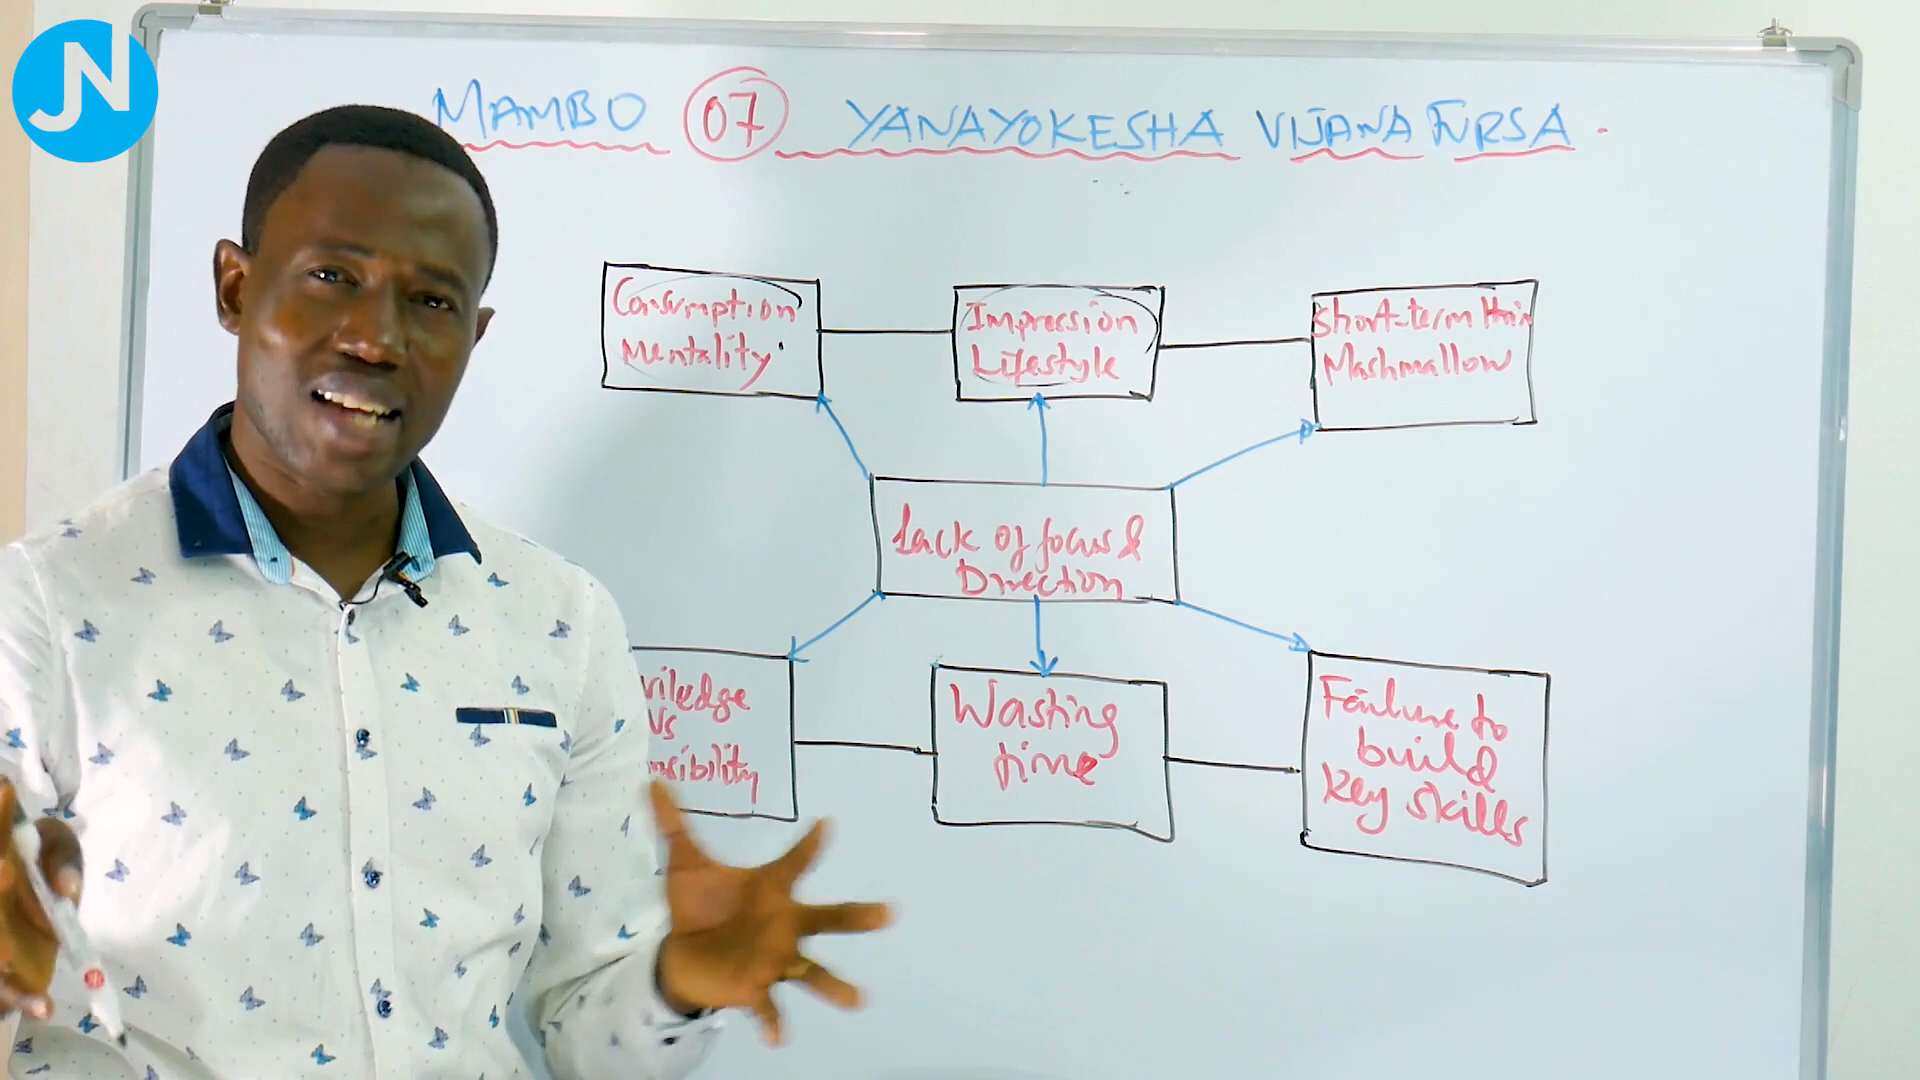 JN
MAMBO 07 YANAYOKESHA VIJANA FURSA.
Consumption
Mentality
Impression
Lifestyle
Short-term
Mashmallow
Lack of focus &
Direction
vs
Wasting
time
Failure to
build
Key skills